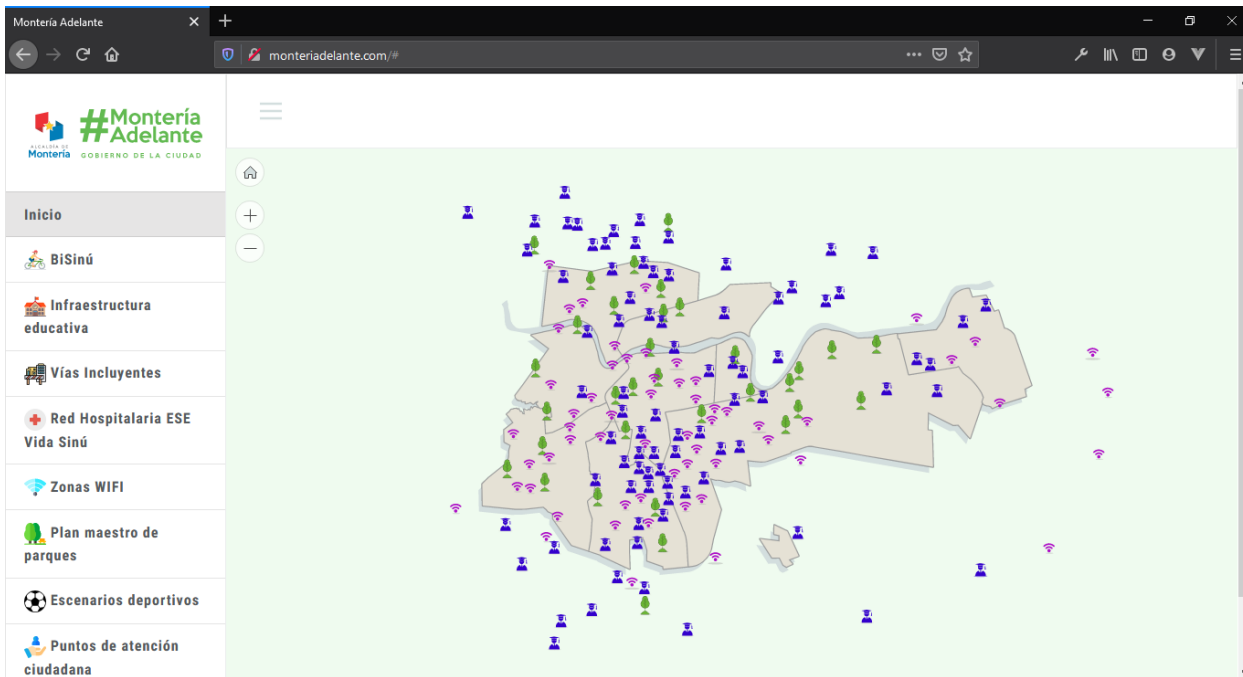 Montería Adelante
monteriadelante.com/#
#Montería
Adelante
ALCALDÍA DE
Montería
GOBIERNO DE LA CIUDAD
Inicio
BiSinú
Infraestructura
educativa
Vías Incluyentes
Red Hospitalaria ESE
Vida Sinú
Zonas WIFI
Plan maestro de
parques
Escenarios deportivos
Puntos de atención
ciudadana